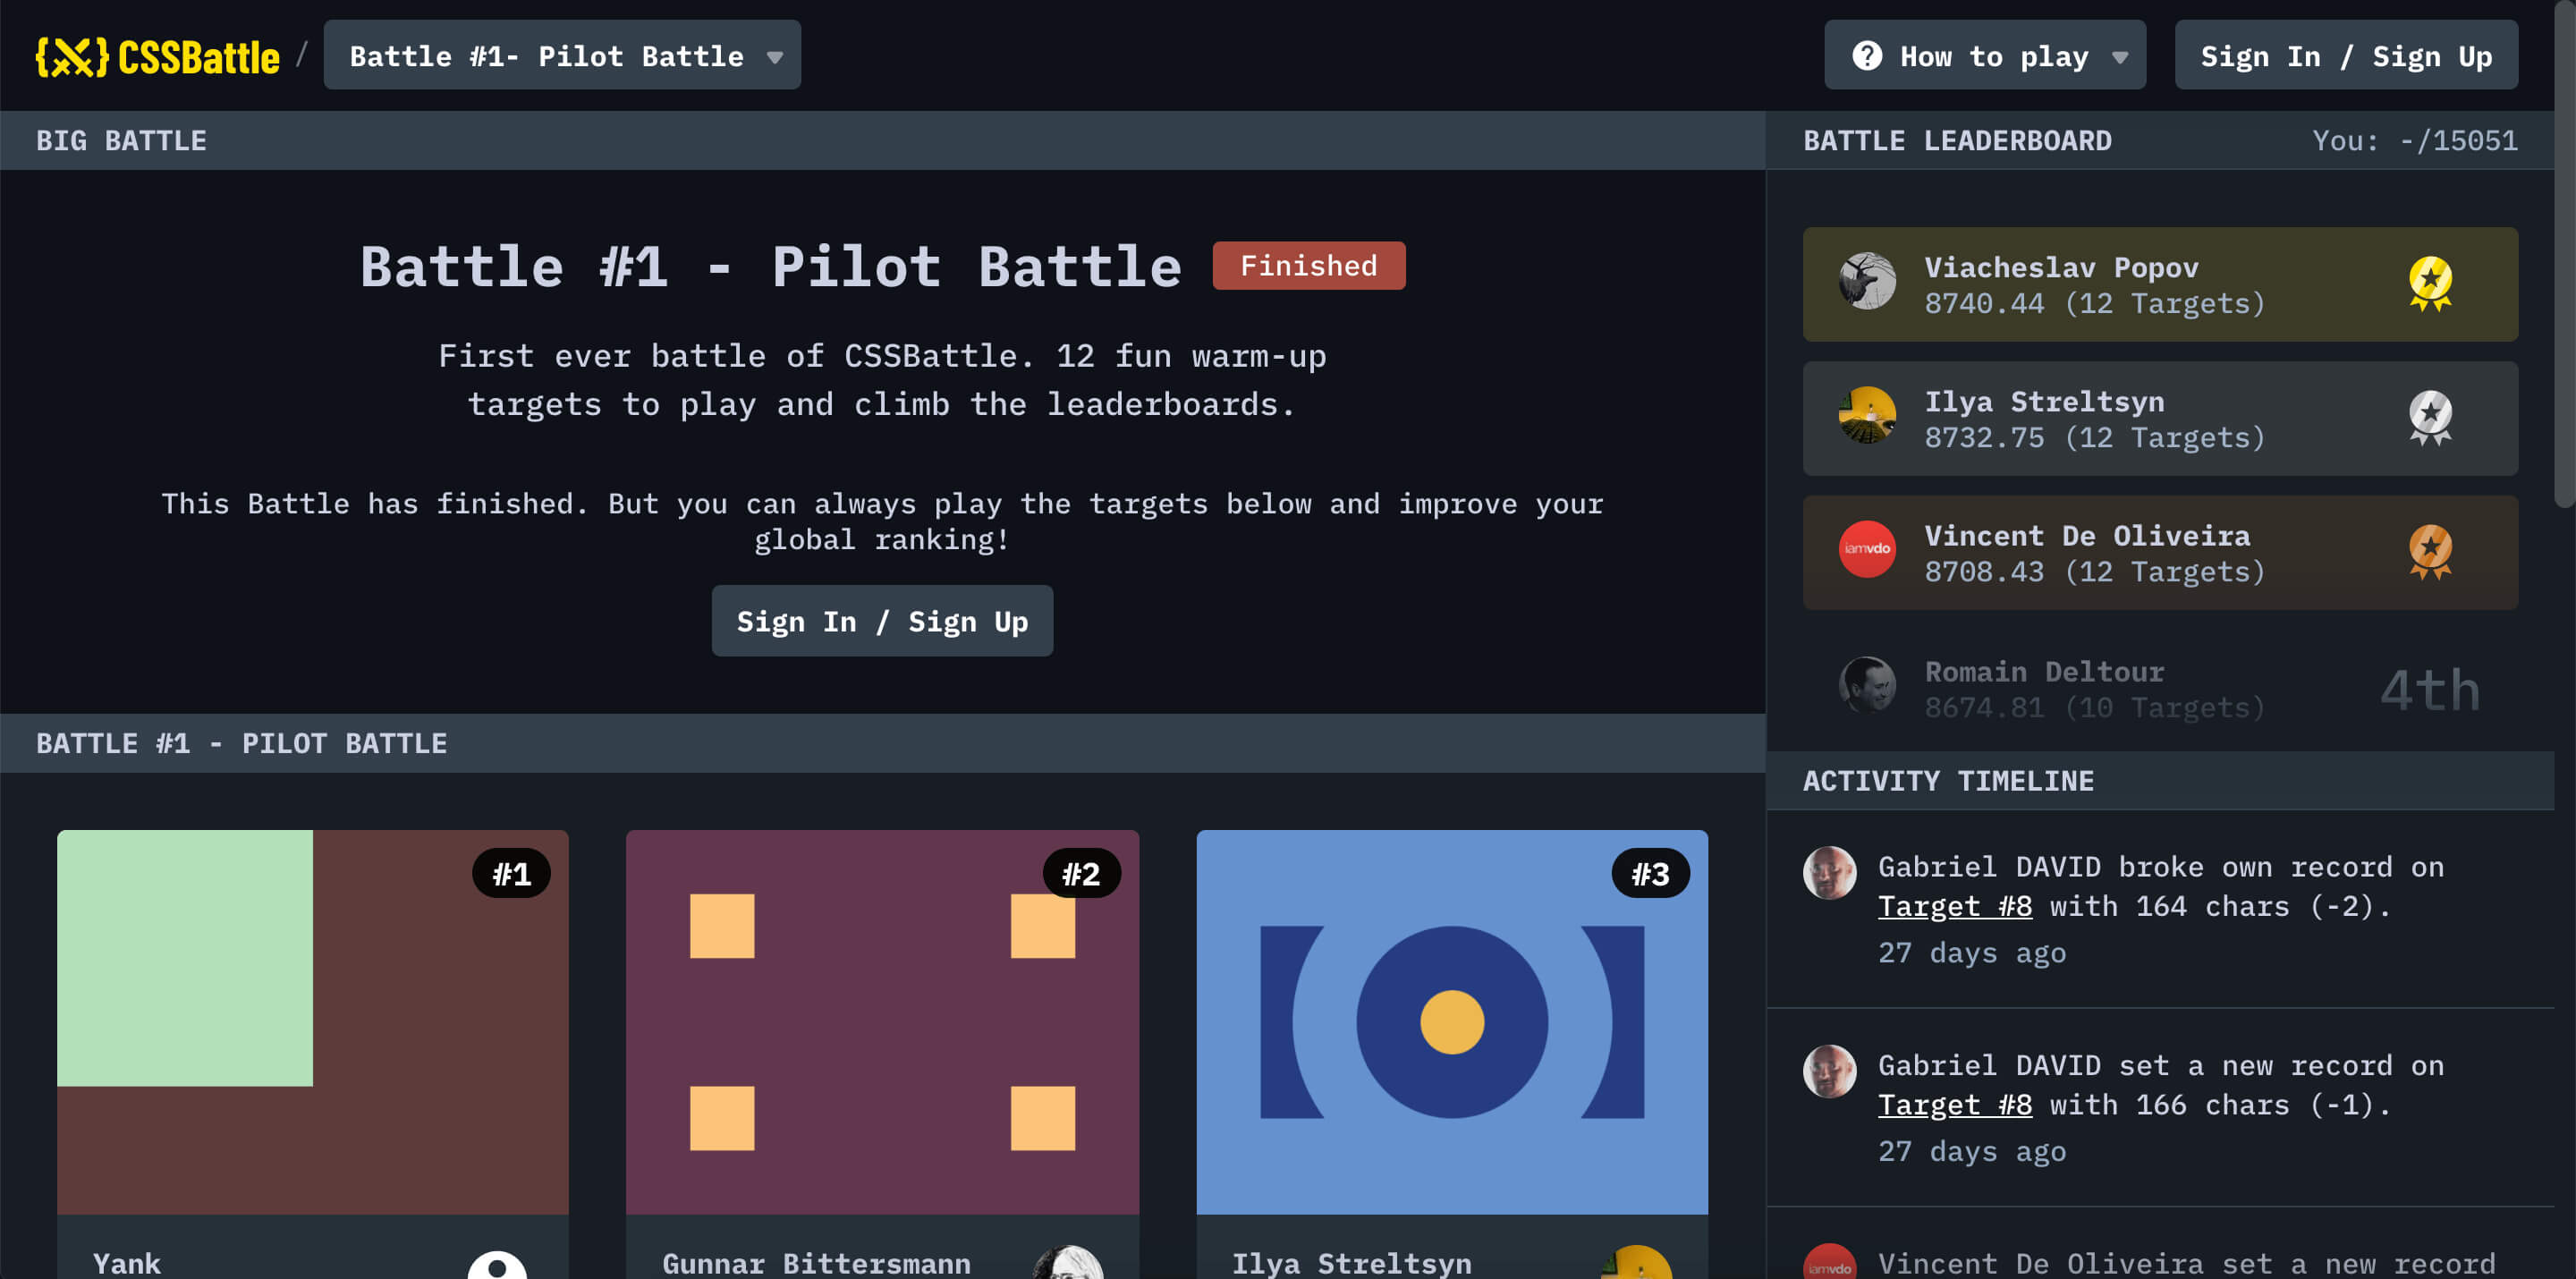 {✕} CSSBattle / Battle #1- Pilot Battle
How to play
Sign In / Sign Up
BIG BATTLE
Battle #1 - Pilot Battle Finished
First ever battle of CSSBattle. 12 fun warm-up
targets to play and climb the leaderboards.
This Battle has finished. But you can always play the targets below and improve your
global ranking!
Sign In / Sign Up
BATTLE #1 - PILOT BATTLE
#1
#2
#3
Yank
Gunnar Bittersmann
Ilya Streltsyn
BATTLE LEADERBOARD You: -/15051
Viacheslav Popov
8740.44 (12 Targets)
Ilya Streltsyn
8732.75 (12 Targets)
iamvdo
Vincent De Oliveira
8708.43 (12 Targets)
Romain Deltour
8674.81 (10 Targets)
4th
ACTIVITY TIMELINE
Gabriel DAVID broke own record on
Target #8 with 164 chars (-2).
27 days ago
Gabriel DAVID set a new record on
Target #8 with 166 chars (-1).
27 days ago
iamvdo
Vincent De Oliveira set a new record